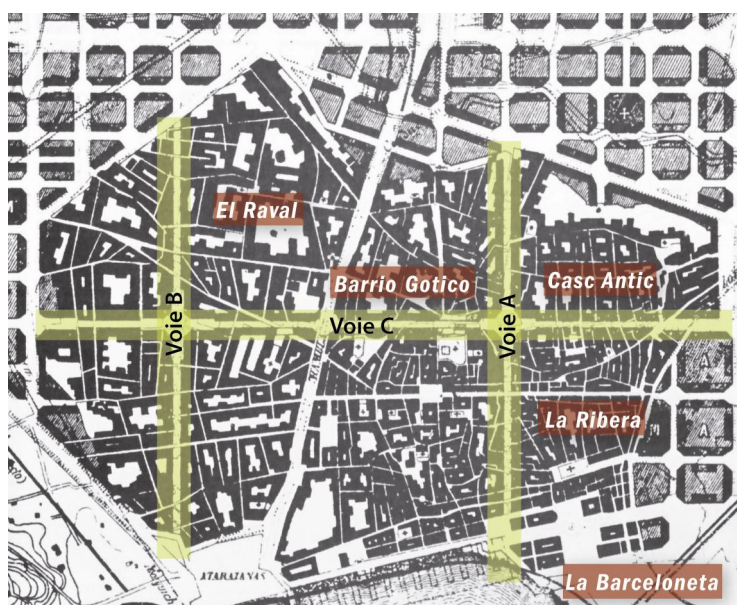 El Raval
Barrio Gotico
Casc Antic
Voie B
Voie C
Voie A
La Ribera
ATARAZANAS
La Barceloneta
A
A